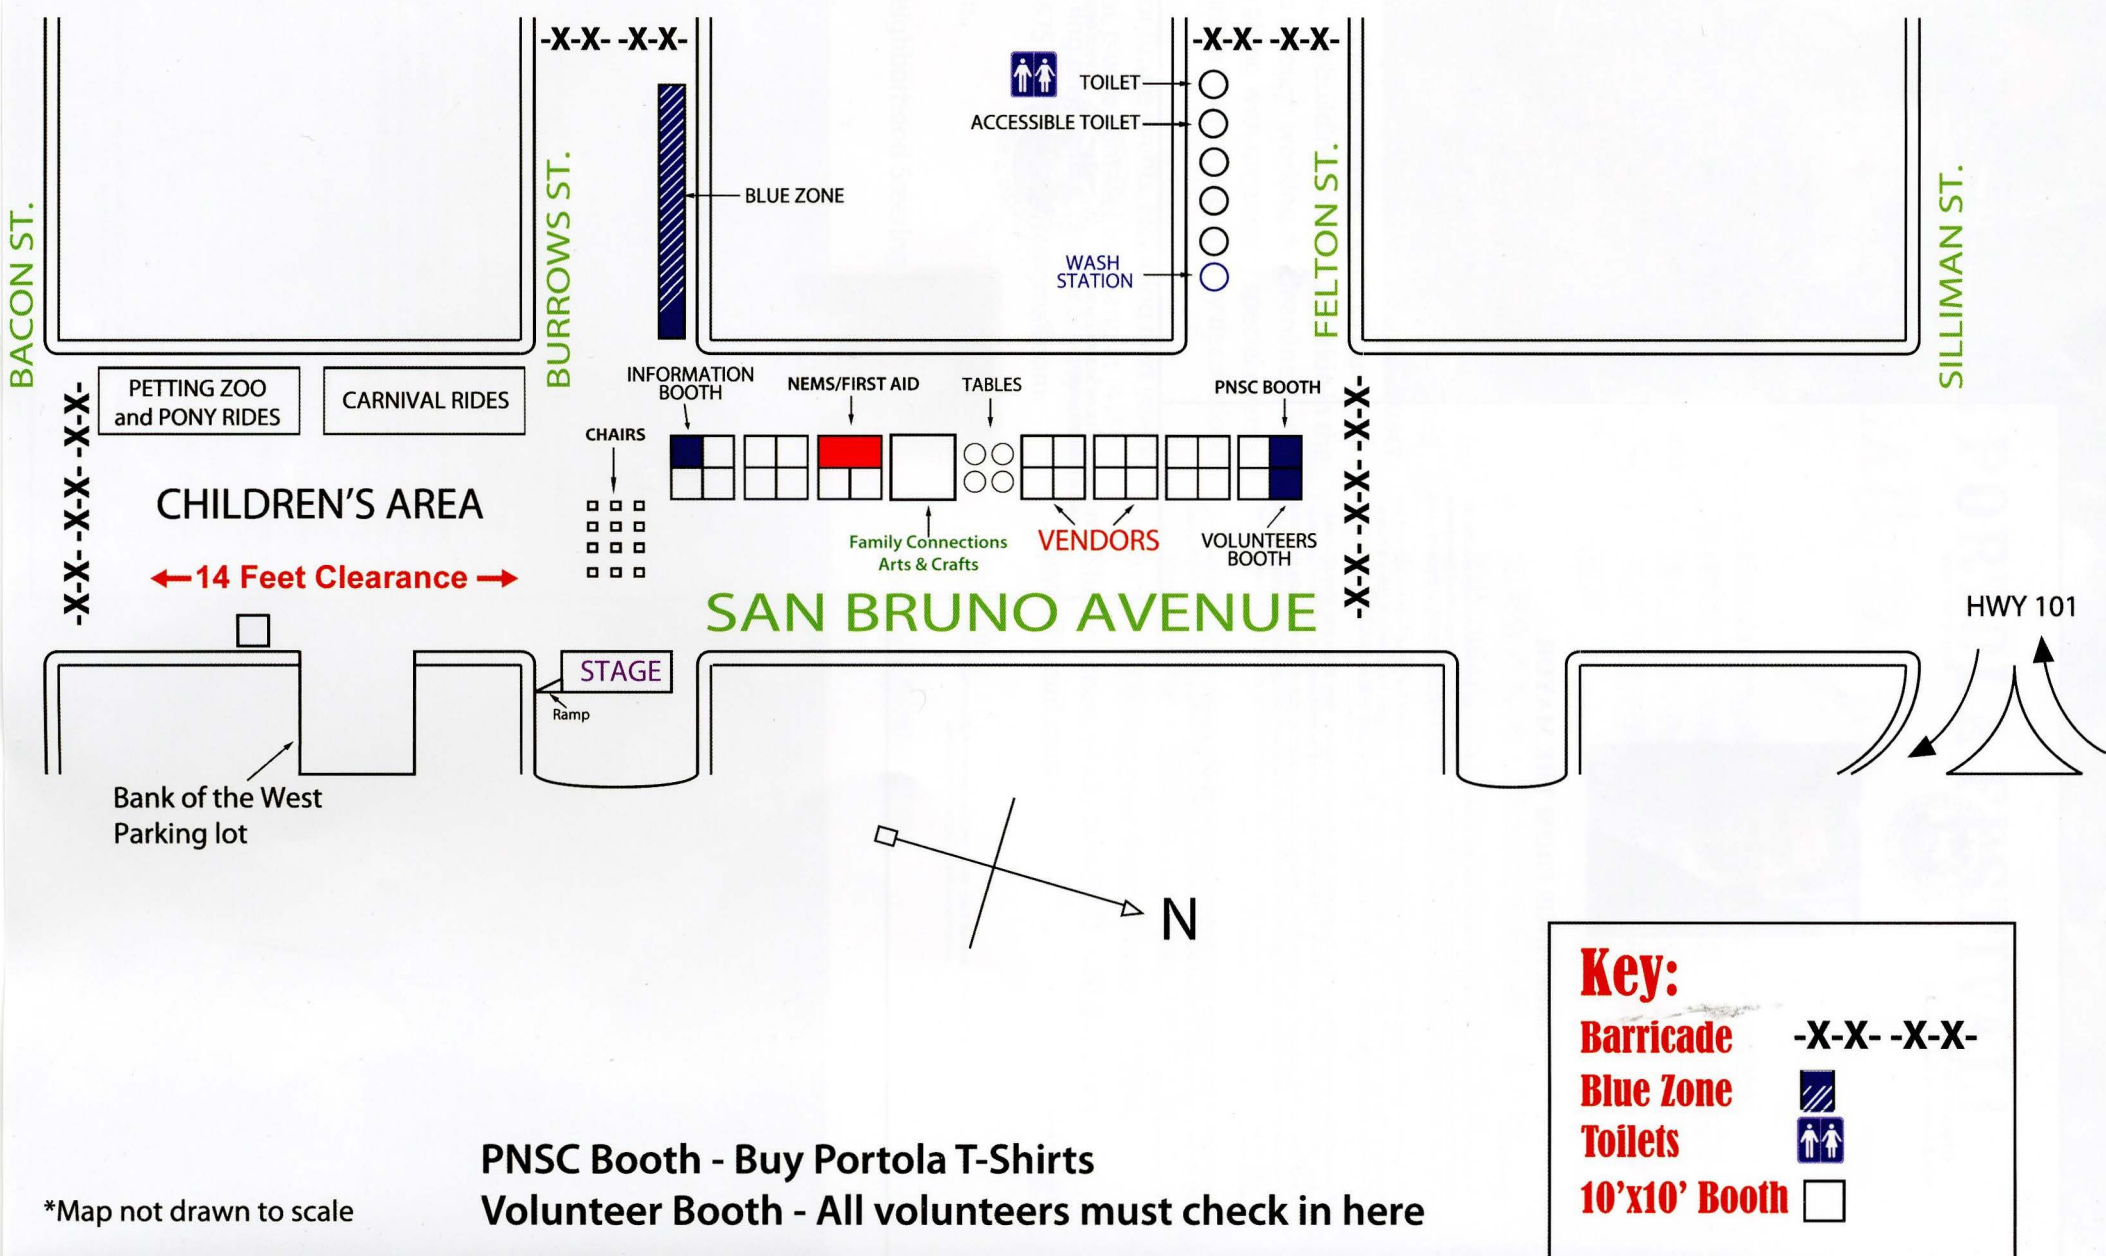 -X-X- -X-X-
-X-X- -X-X-
TOILET
ACCESSIBLE TOILET
WASH
STATION
BLUE ZONE
BACON ST.
BURROWS ST.
FELTON ST.
SILLIMAN ST.
PETTING ZOO
and PONY RIDES
CARNIVAL RIDES
INFORMATION
BOOTH
NEMS/FIRST AID
TABLES
PNSC BOOTH
CHAIRS
-X-X- -X-X- -X-X-
CHILDREN'S AREA
14 Feet Clearance
Family Connections
Arts & Crafts
VENDORS
VOLUNTEERS
BOOTH
-X-X- -X-X- -X-X-
SAN BRUNO AVENUE
HWY 101
STAGE
Ramp
Bank of the West
Parking lot
N
Key:
Barricade -X-X- -X-X-
Blue Zone
Toilets
10'x10' Booth
PNSC Booth - Buy Portola T-Shirts
Volunteer Booth - All volunteers must check in here
*Map not drawn to scale